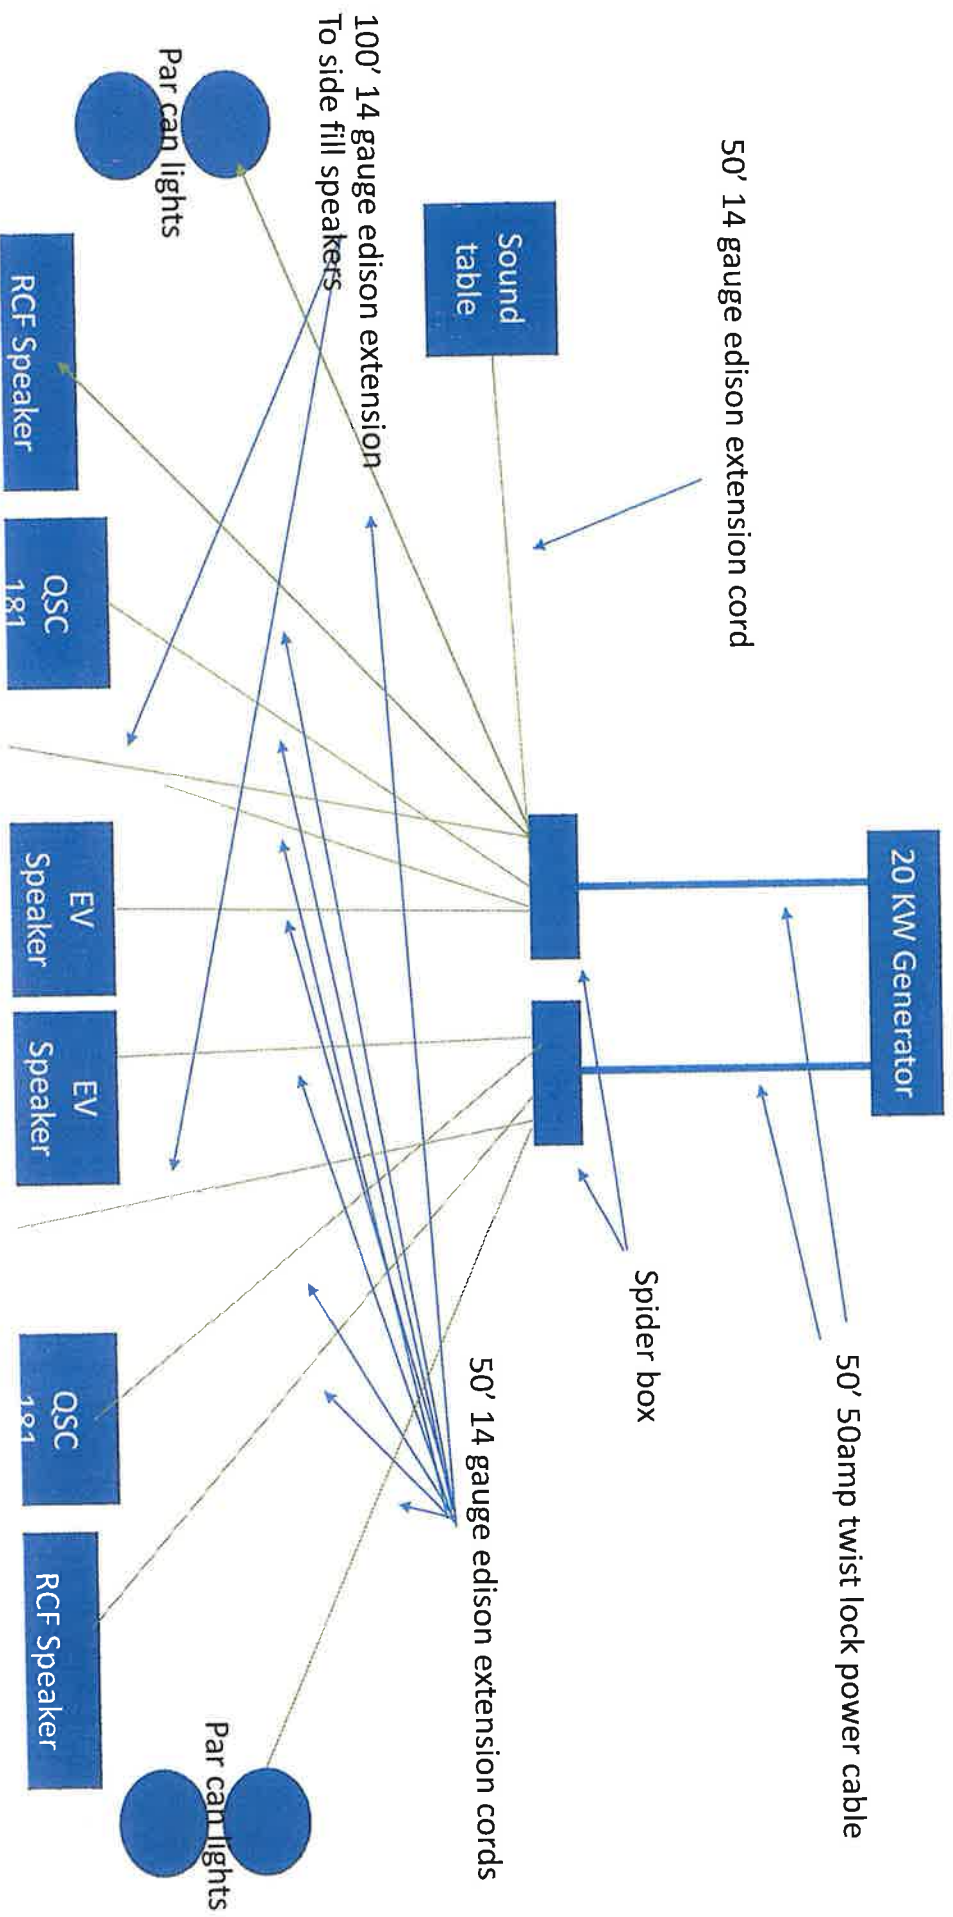 20 KW Generator
50' 50amp twist lock power cable
50' 14 gauge edison extension cord
Spider box
Sound
table
50' 14 gauge edison extension cords
100' 14 gauge edison extension
To side fill speakers
Par can lights
Par can lights
RCF Speaker
QSC
181
EV
Speaker
EV
Speaker
QSC
181
RCF Speaker